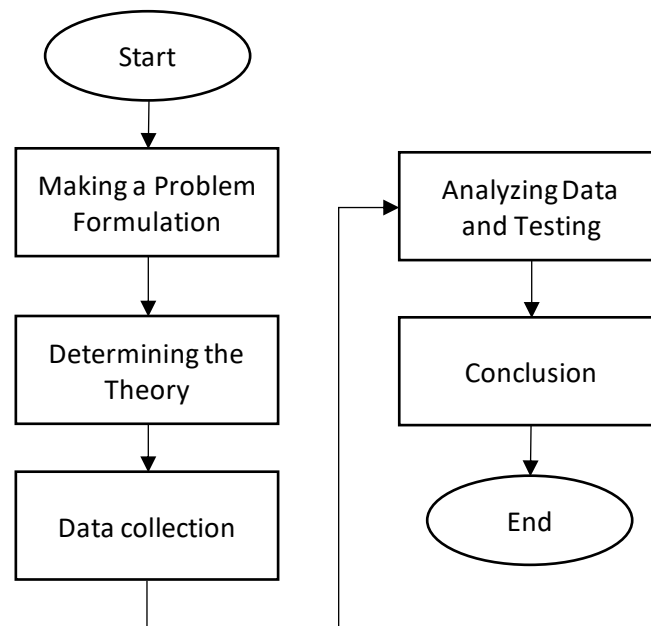 Start
Making a Problem
Formulation
Determining the
Theory
Data collection
Analyzing Data
and Testing
Conclusion
End